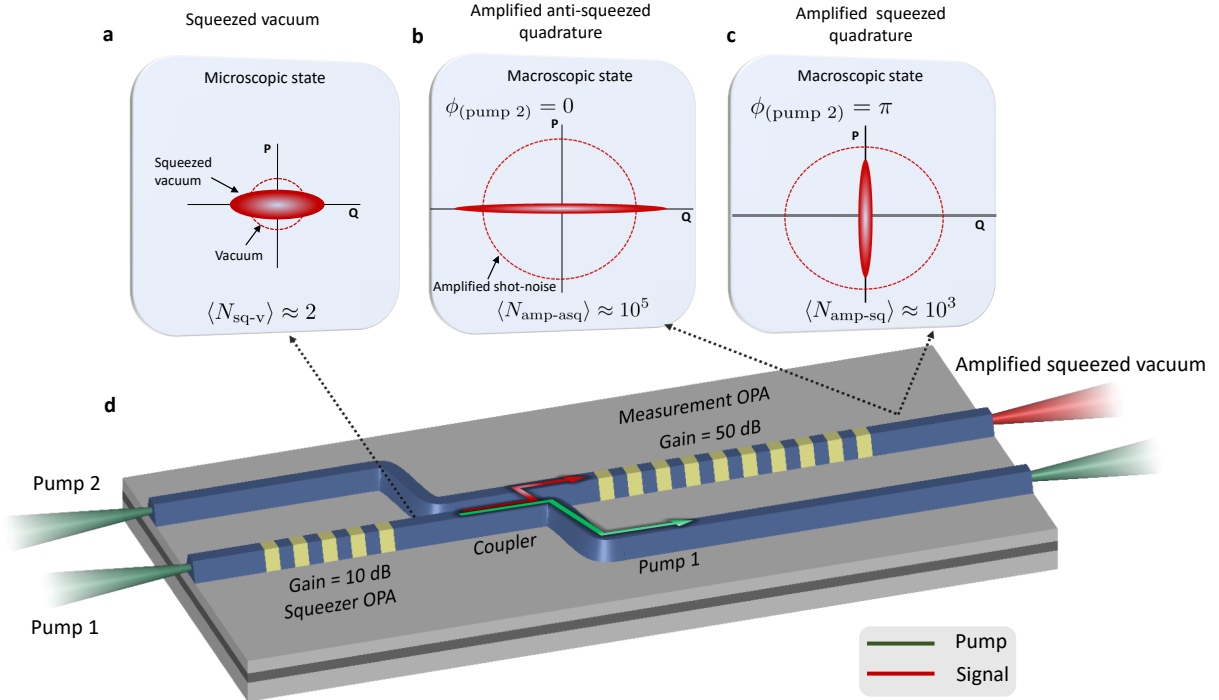 a
Squeezed vacuum
Microscopic state
P
Squeezed
vacuum
Q
Vacuum
⟨N_sq-v⟩ ≈ 2
b
Amplified anti-squeezed
quadrature
Macroscopic state
ϕ_(pump 2) = 0
P
Q
Amplified shot-noise
⟨N_amp-asq⟩ ≈ 10^5
c
Amplified squeezed
quadrature
Macroscopic state
ϕ_(pump 2) = π
P
Q
⟨N_amp-sq⟩ ≈ 10^3
d
Amplified squeezed vacuum
Measurement OPA
Gain = 50 dB
Pump 2
Coupler
Pump 1
Gain = 10 dB
Squeezer OPA
Pump 1
Pump
Signal